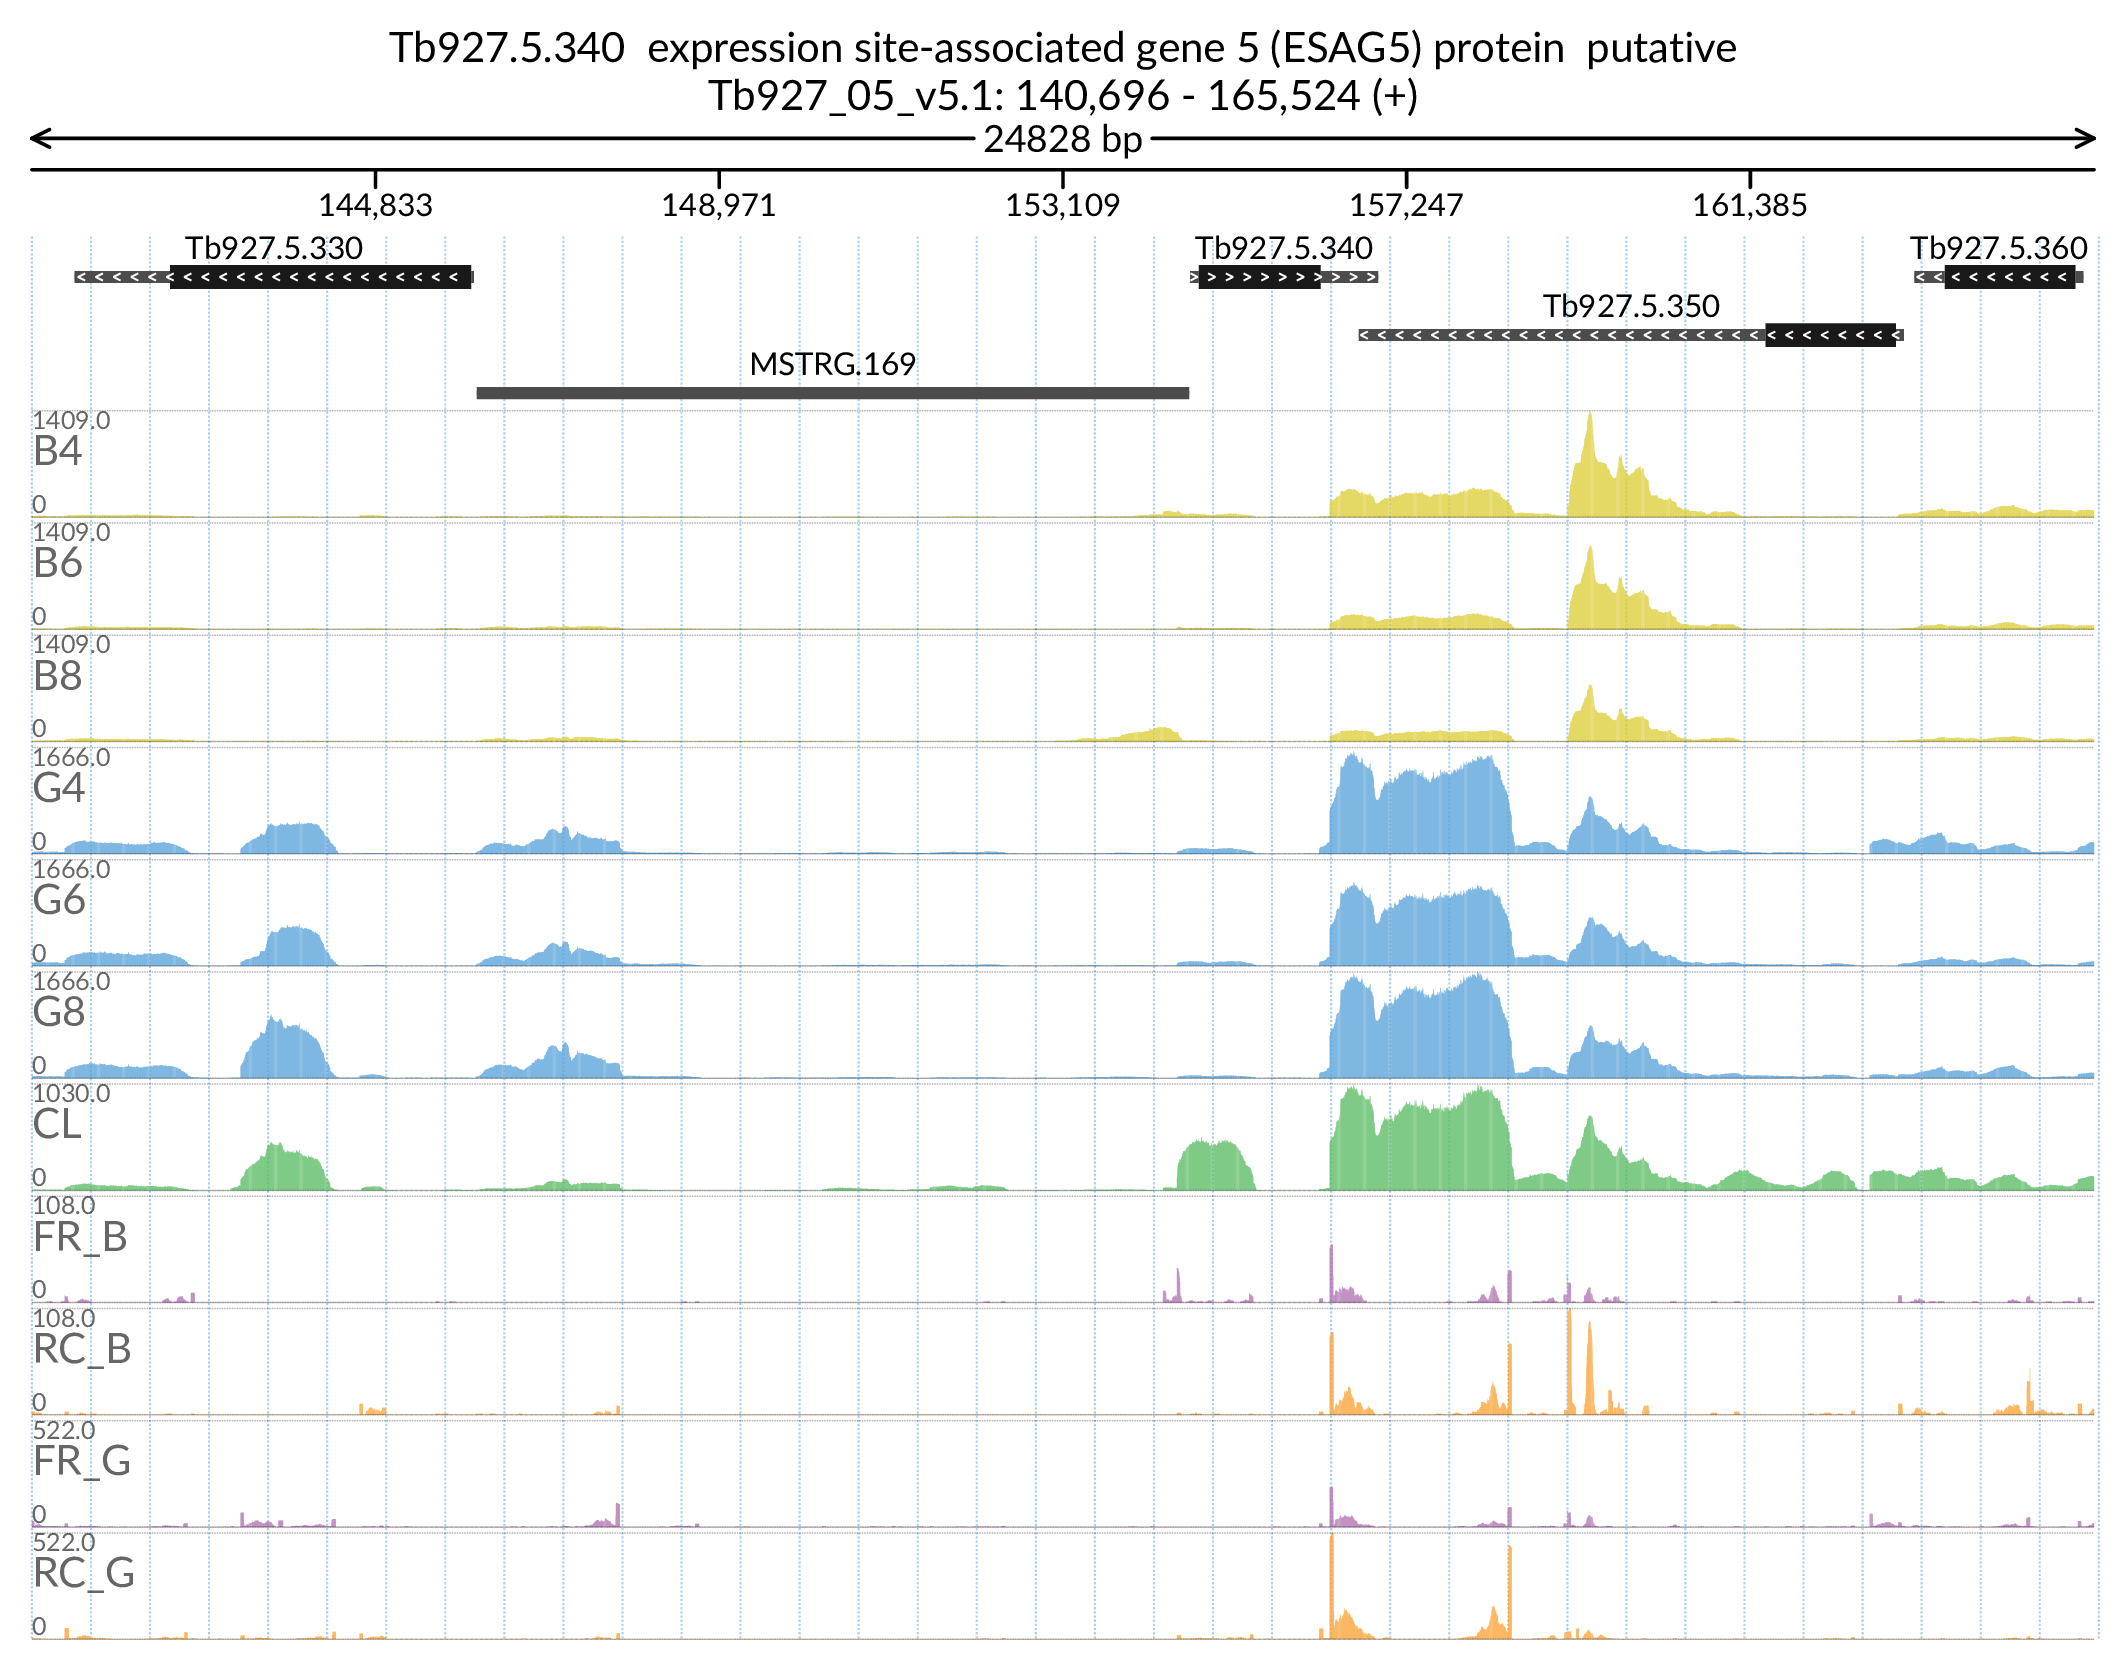 Tb927.5.340  expression site-associated gene 5 (ESAG5) protein  putative
Tb927_05_v5.1: 140,696 - 165,524 (+)
24828 bp
144,833 148,971 153,109 157,247 161,385
Tb927.5.330 Tb927.5.340 Tb927.5.360
Tb927.5.350
MSTRG.169
1409.0
B4
0
1409.0
B6
0
1409.0
B8
0
1666.0
G4
0
1666.0
G6
0
1666.0
G8
0
1030.0
CL
0
108.0
FR_B
0
108.0
RC_B
0
522.0
FR_G
0
522.0
RC_G
0